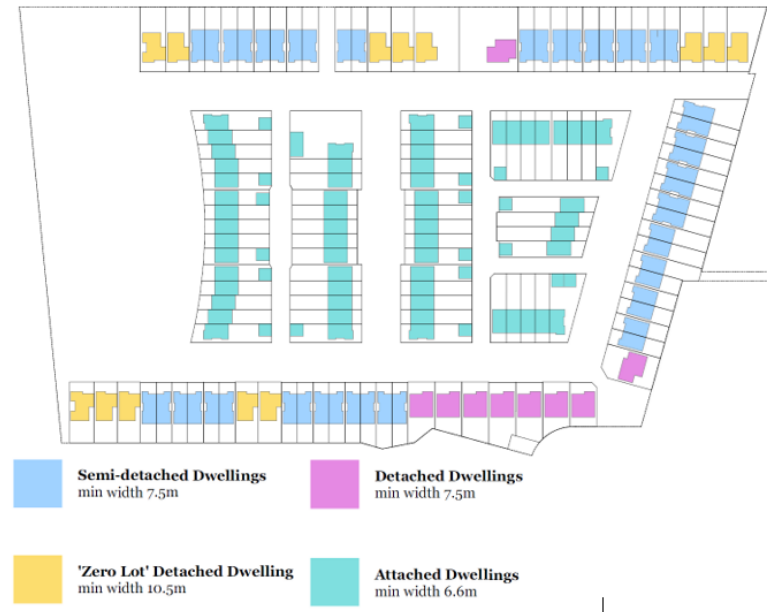 Semi-detached Dwellings
min width 7.5m
Detached Dwellings
min width 7.5m
'Zero Lot' Detached Dwelling
min width 10.5m
Attached Dwellings
min width 6.6m